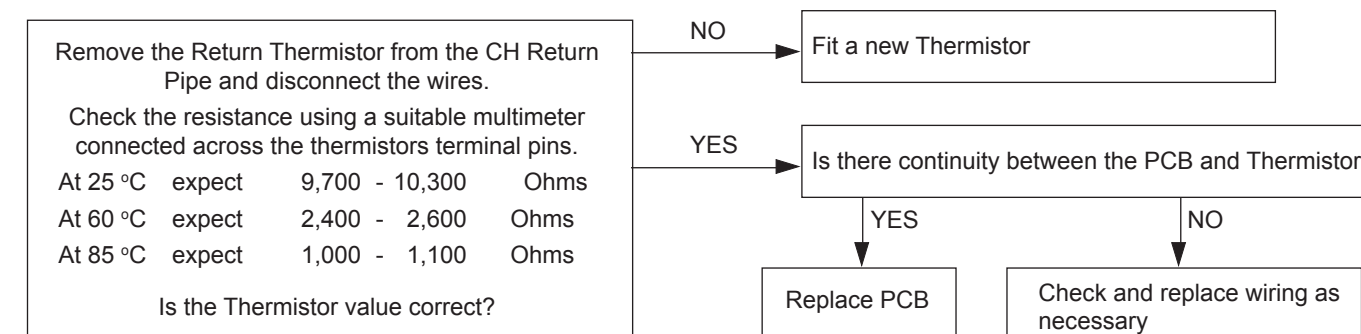 Remove the Return Thermistor from the CH Return
Pipe and disconnect the wires.
Check the resistance using a suitable multimeter
connected across the thermistors terminal pins.
At 25 °C expect 9,700 - 10,300 Ohms
At 60 °C expect 2,400 - 2,600 Ohms
At 85 °C expect 1,000 - 1,100 Ohms
Is the Thermistor value correct?
NO
Fit a new Thermistor
YES
Is there continuity between the PCB and Thermistor
YES
NO
Replace PCB
Check and replace wiring as
necessary